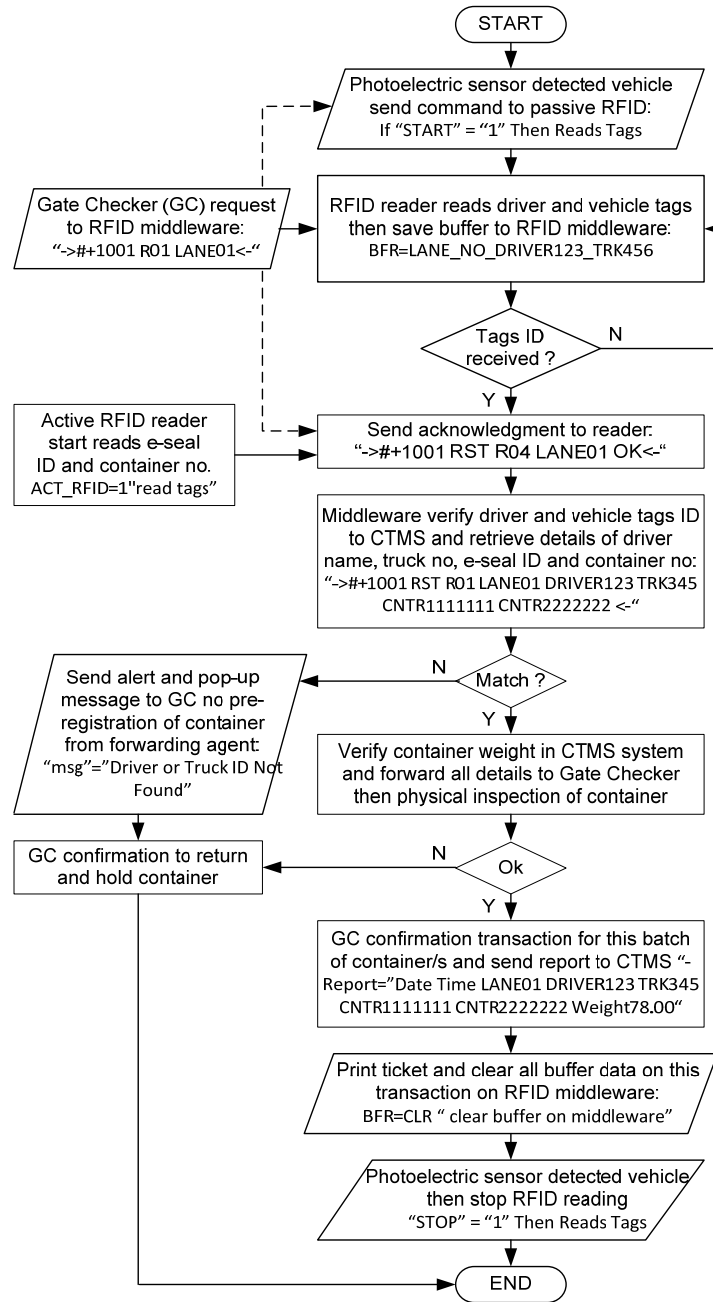 START
Photoelectric sensor detected vehicle
send command to passive RFID:
If “START” = “1” Then Reads Tags
Gate Checker (GC) request
to RFID middleware:
“->#+1001 R01 LANE01<-“
RFID reader reads driver and vehicle tags
then save buffer to RFID middleware:
BFR=LANE_NO_DRIVER123_TRK456
Tags ID
received ?
N
Y
Active RFID reader
start reads e-seal
ID and container no.
ACT_RFID=1"read tags”
Send acknowledgment to reader:
“->#+1001 RST R04 LANE01 OK<-“
Middleware verify driver and vehicle tags ID
to CTMS and retrieve details of driver
name, truck no, e-seal ID and container no:
“->#+1001 RST R01 LANE01 DRIVER123 TRK345
CNTR1111111 CNTR2222222 <-“
Match ?
N
Y
Send alert and pop-up
message to GC no pre-
registration of container
from forwarding agent:
“msg”=”Driver or Truck ID Not
Found”
Verify container weight in CTMS system
and forward all details to Gate Checker
then physical inspection of container
GC confirmation to return
and hold container
N
Ok
Y
GC confirmation transaction for this batch
of container/s and send report to CTMS “-
Report=”Date Time LANE01 DRIVER123 TRK345
CNTR1111111 CNTR2222222 Weight78.00“
Print ticket and clear all buffer data on this
transaction on RFID middleware:
BFR=CLR “ clear buffer on middleware”
Photoelectric sensor detected vehicle
then stop RFID reading
“STOP” = “1” Then Reads Tags
END